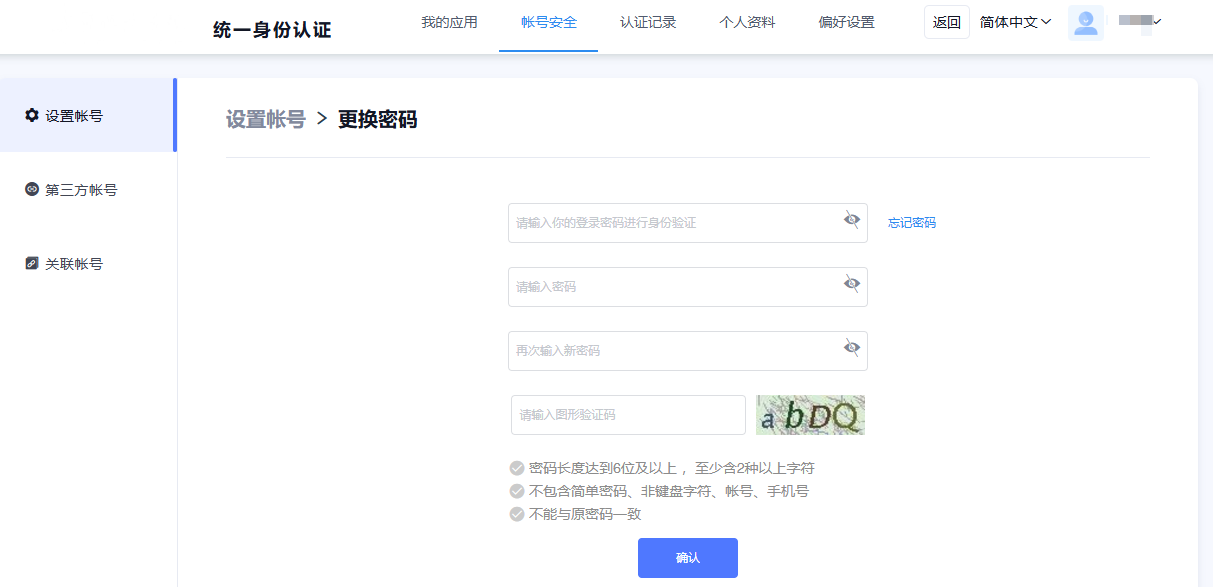 统一身份认证 我的应用 帐号安全 认证记录 个人资料 偏好设置 返回 简体中文
设置帐号
第三方帐号
关联帐号
设置帐号 > 更换密码
请输入你的登录密码进行身份验证 忘记密码
请输入密码
再次输入新密码
请输入图形验证码 abDQ
密码长度达到6位及以上 ，至少含2种以上字符
不包含简单密码、非键盘字符、帐号、手机号
不能与原密码一致
确认